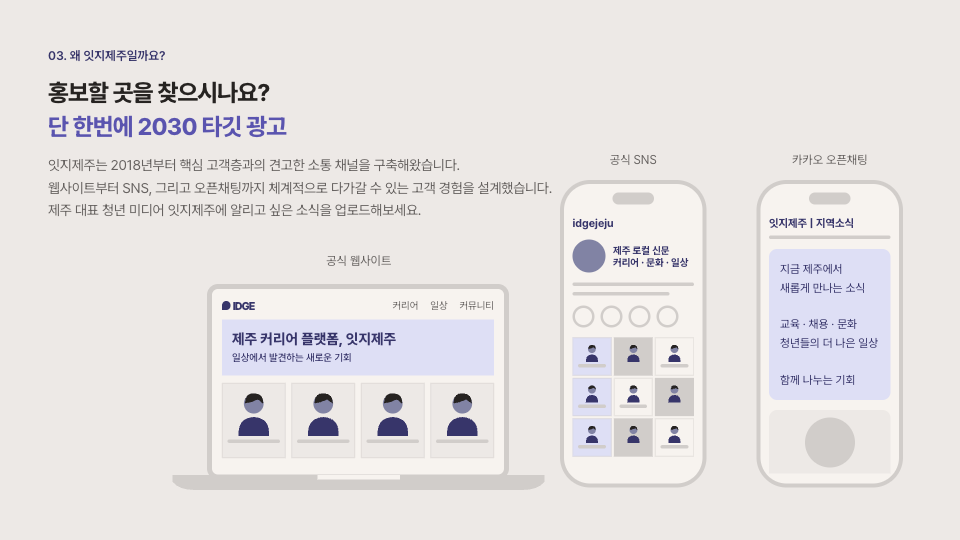 03. 왜 잇지제주일까요?
홍보할 곳을 찾으시나요?
단 한번에 2030 타깃 광고
잇지제주는 2018년부터 핵심 고객층과의 견고한 소통 채널을 구축해왔습니다.
웹사이트부터 SNS, 그리고 오픈채팅까지 체계적으로 다가갈 수 있는 고객 경험을 설계했습니다.
제주 대표 청년 미디어 잇지제주에 알리고 싶은 소식을 업로드해보세요.
공식 웹사이트
IDGE
커리어 일상 커뮤니티
제주 커리어 플랫폼, 잇지제주
일상에서 발견하는 새로운 기회
공식 SNS
idgejeju
제주 로컬 신문
커리어 · 문화 · 일상
카카오 오픈채팅
잇지제주 | 지역소식
지금 제주에서
새롭게 만나는 소식
교육 · 채용 · 문화
청년들의 더 나은 일상
함께 나누는 기회